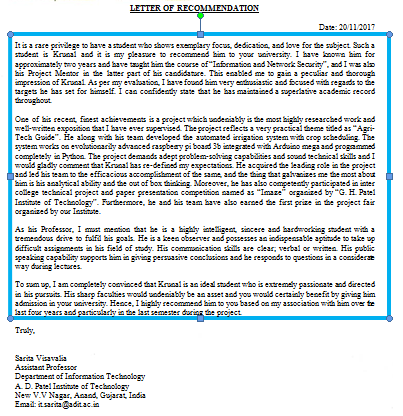 LETTER OF RECOMMENDATION
Date: 20/11/2017
It is a rare privilege to have a student who shows exemplary focus, dedication, and love for the subject. Such a
student is Krunal and it is my pleasure to recommend him to your university. I have known him for
approximately two years and have taught him the course of "Information and Network Security", and I was also
his Project Mentor in the latter part of his candidature. This enabled me to gain a peculiar and thorough
impression of Krunal. As per my evaluation, I have found him very enthusiastic and focused with regards to the
targets he has set for himself. I can confidently state that he has maintained a superlative academic record
throughout.
One of his recent, finest achievements is a project which undeniably is the most highly researched work and
well-written exposition that I have ever supervised. The project reflects a very practical theme titled as "Agri-
Tech Guide". He along with his team developed the automated irrigation system with crop scheduling. The
system works on evolutionarily advanced raspberry pi board 3b integrated with Arduino mega and programmed
completely in Python. The project demands adept problem-solving capabilities and sound technical skills and I
would gladly comment that Krunal has re-defined my expectations. He acquired the leading role in the project
and led his team to the efficacious accomplishment of the same, and the thing that galvanizes me the most about
him is his analytical ability and the out of box thinking. Moreover, he has also competently participated in inter
college technical project and paper presentation competition named as "Imaze" organized by "G. H. Patel
Institute of Technology". Furthermore, he and his team have also earned the first prize in the project fair
organized by our Institute.
As his Professor, I must mention that he is a highly intelligent, sincere and hardworking student with a
tremendous drive to fulfil his goals. He is a keen observer and possesses an indispensable aptitude to take up
difficult assignments in his field of study. His communication skills are clear, verbal or written. His public
speaking capability supports him in giving persuasive conclusions and he responds to questions in a considerate
way during lectures.
To sum up, I am completely convinced that Krunal is an ideal student who is extremely passionate and directed
in his pursuits. His sharp faculties would undeniably be an asset and you would certainly benefit by giving him
admission in your university. Hence, I highly recommend him to you based on my association with him over the
last four years and particularly in the last semester during the project.
Truly,
Sarita Visavalia
Assistant Professor
Department of Information Technology
A. D. Patel Institute of Technology
New V.V Nagar, Anand, Gujarat, India
Email: it.sarita@adit.ac.in